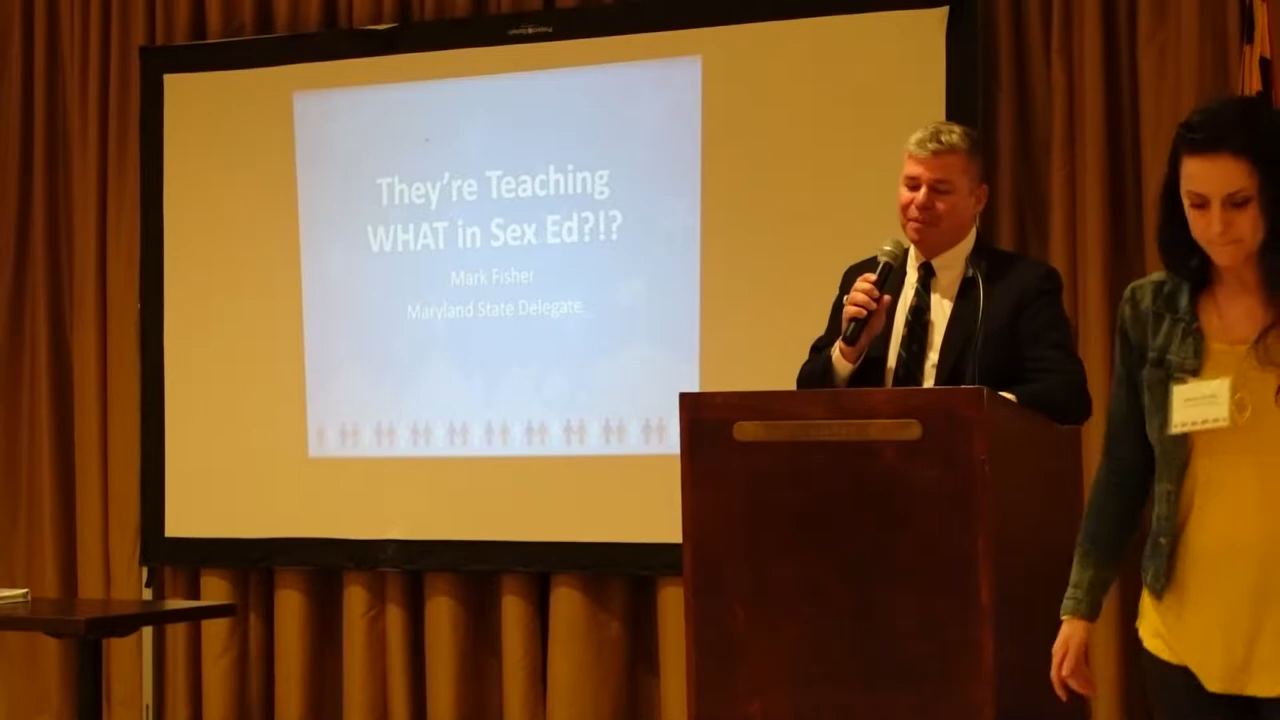 They're Teaching
WHAT in Sex Ed?!?
Mark Fisher
Maryland State Delegate